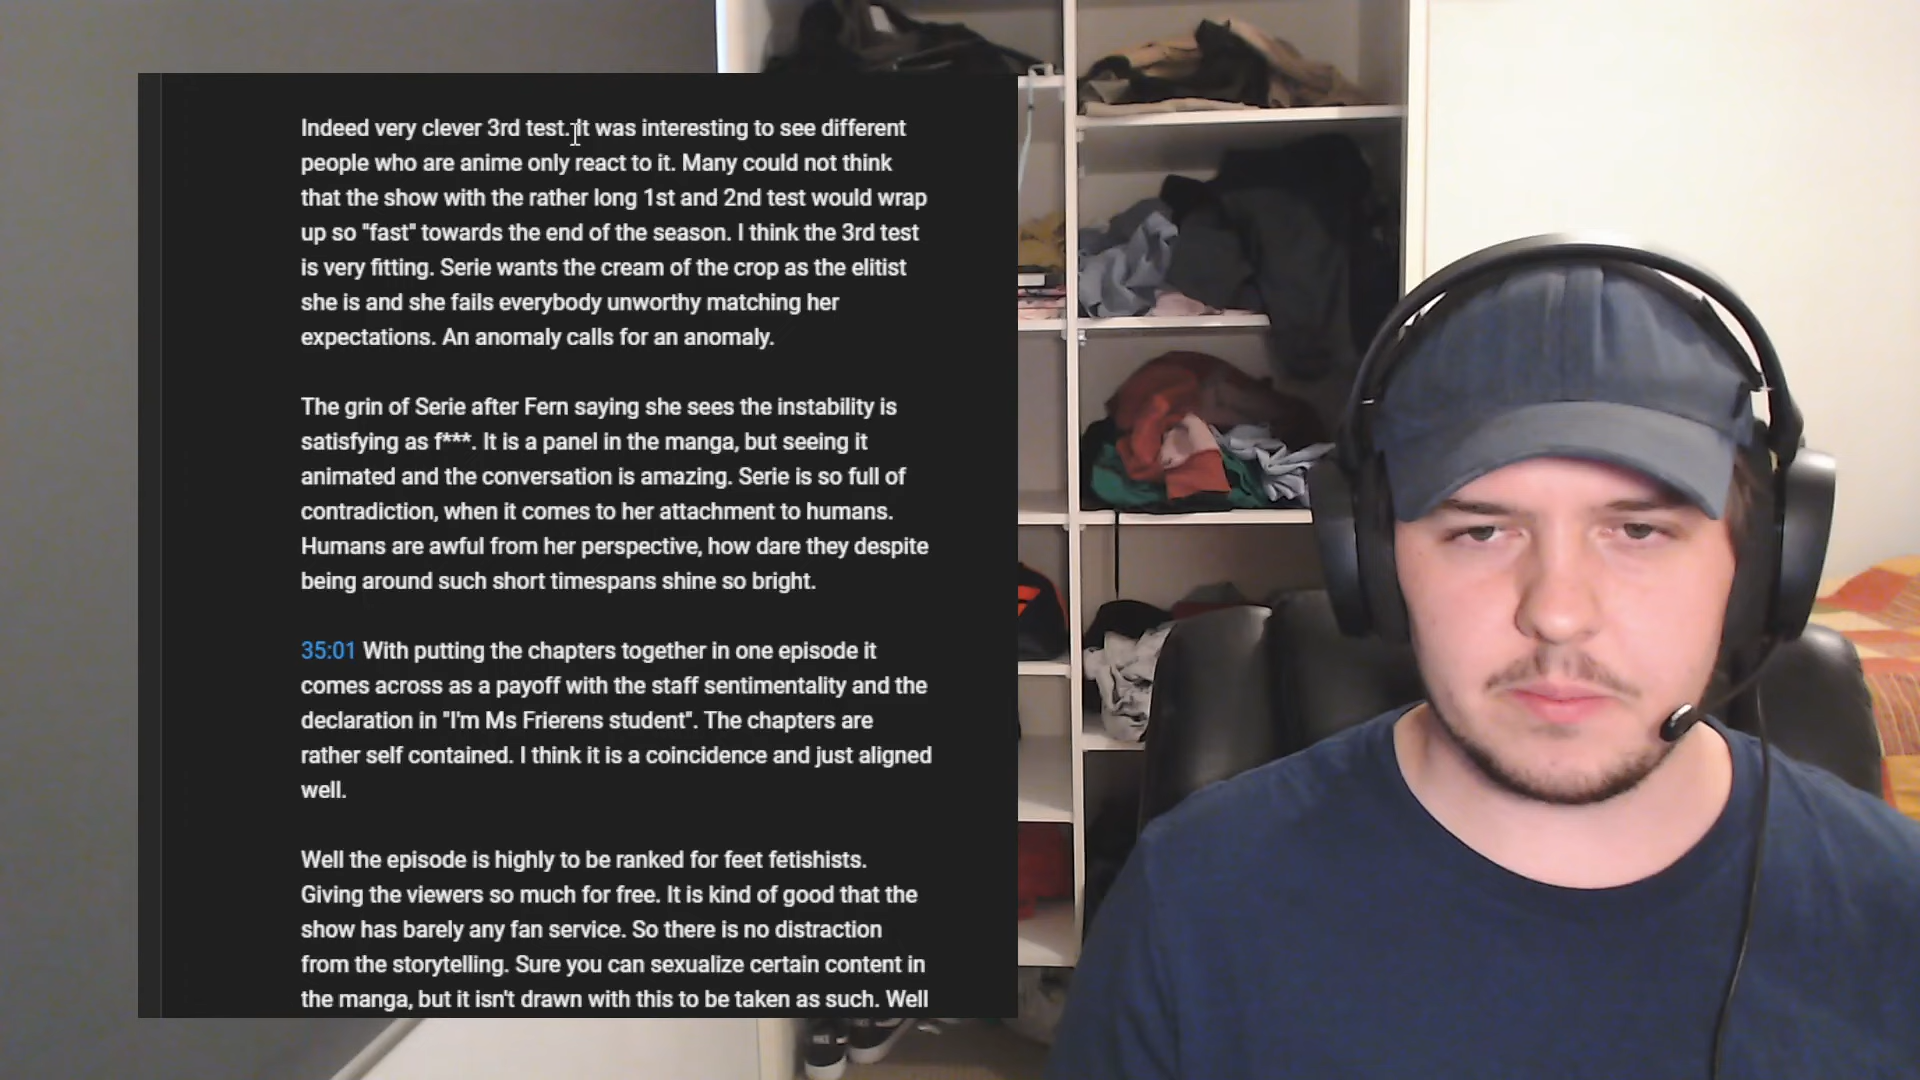 Indeed very clever 3rd test. It was interesting to see different
people who are anime only react to it. Many could not think
that the show with the rather long 1st and 2nd test would wrap
up so "fast" towards the end of the season. I think the 3rd test
is very fitting. Serie wants the cream of the crop as the elitist
she is and she fails everybody unworthy matching her
expectations. An anomaly calls for an anomaly.
The grin of Serie after Fern saying she sees the instability is
satisfying as f***. It is a panel in the manga, but seeing it
animated and the conversation is amazing. Serie is so full of
contradiction, when it comes to her attachment to humans.
Humans are awful from her perspective, how dare they despite
being around such short timespans shine so bright.
35:01 With putting the chapters together in one episode it
comes across as a payoff with the staff sentimentality and the
declaration in "I'm Ms Frierens student". The chapters are
rather self contained. I think it is a coincidence and just aligned
well.
Well the episode is highly to be ranked for feet fetishists.
Giving the viewers so much for free. It is kind of good that the
show has barely any fan service. So there is no distraction
from the storytelling. Sure you can sexualize certain content in
the manga, but it isn't drawn with this to be taken as such. Well